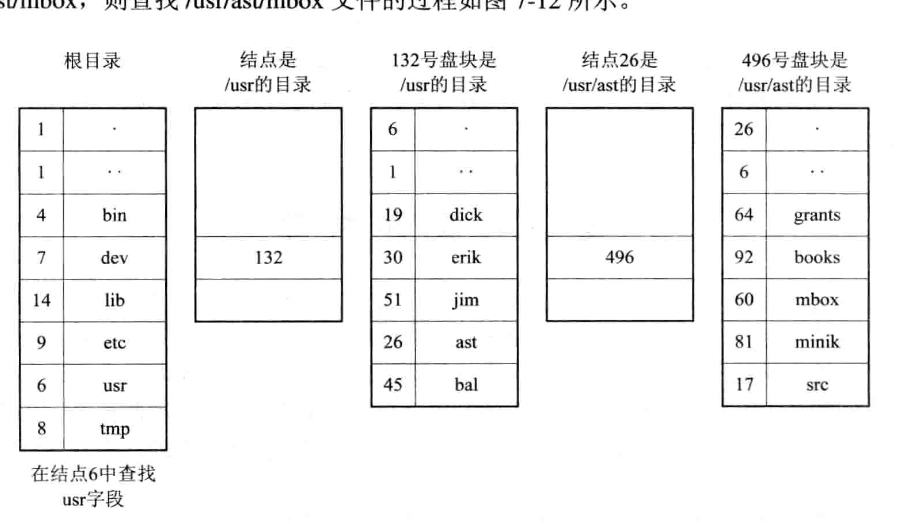 st/mbox，则查找 /usr/ast/mbox 文件的过程如图 7-12 所示。
根目录
1 ·
1 ··
4 bin
7 dev
14 lib
9 etc
6 usr
8 tmp
在结点6中查找
usr字段
结点是
/usr的目录
132
132号盘块是
/usr的目录
6 ·
1 ··
19 dick
30 erik
51 jim
26 ast
45 bal
结点26是
/usr/ast的目录
496
496号盘块是
/usr/ast的目录
26 ·
6 ··
64 grants
92 books
60 mbox
81 minik
17 src